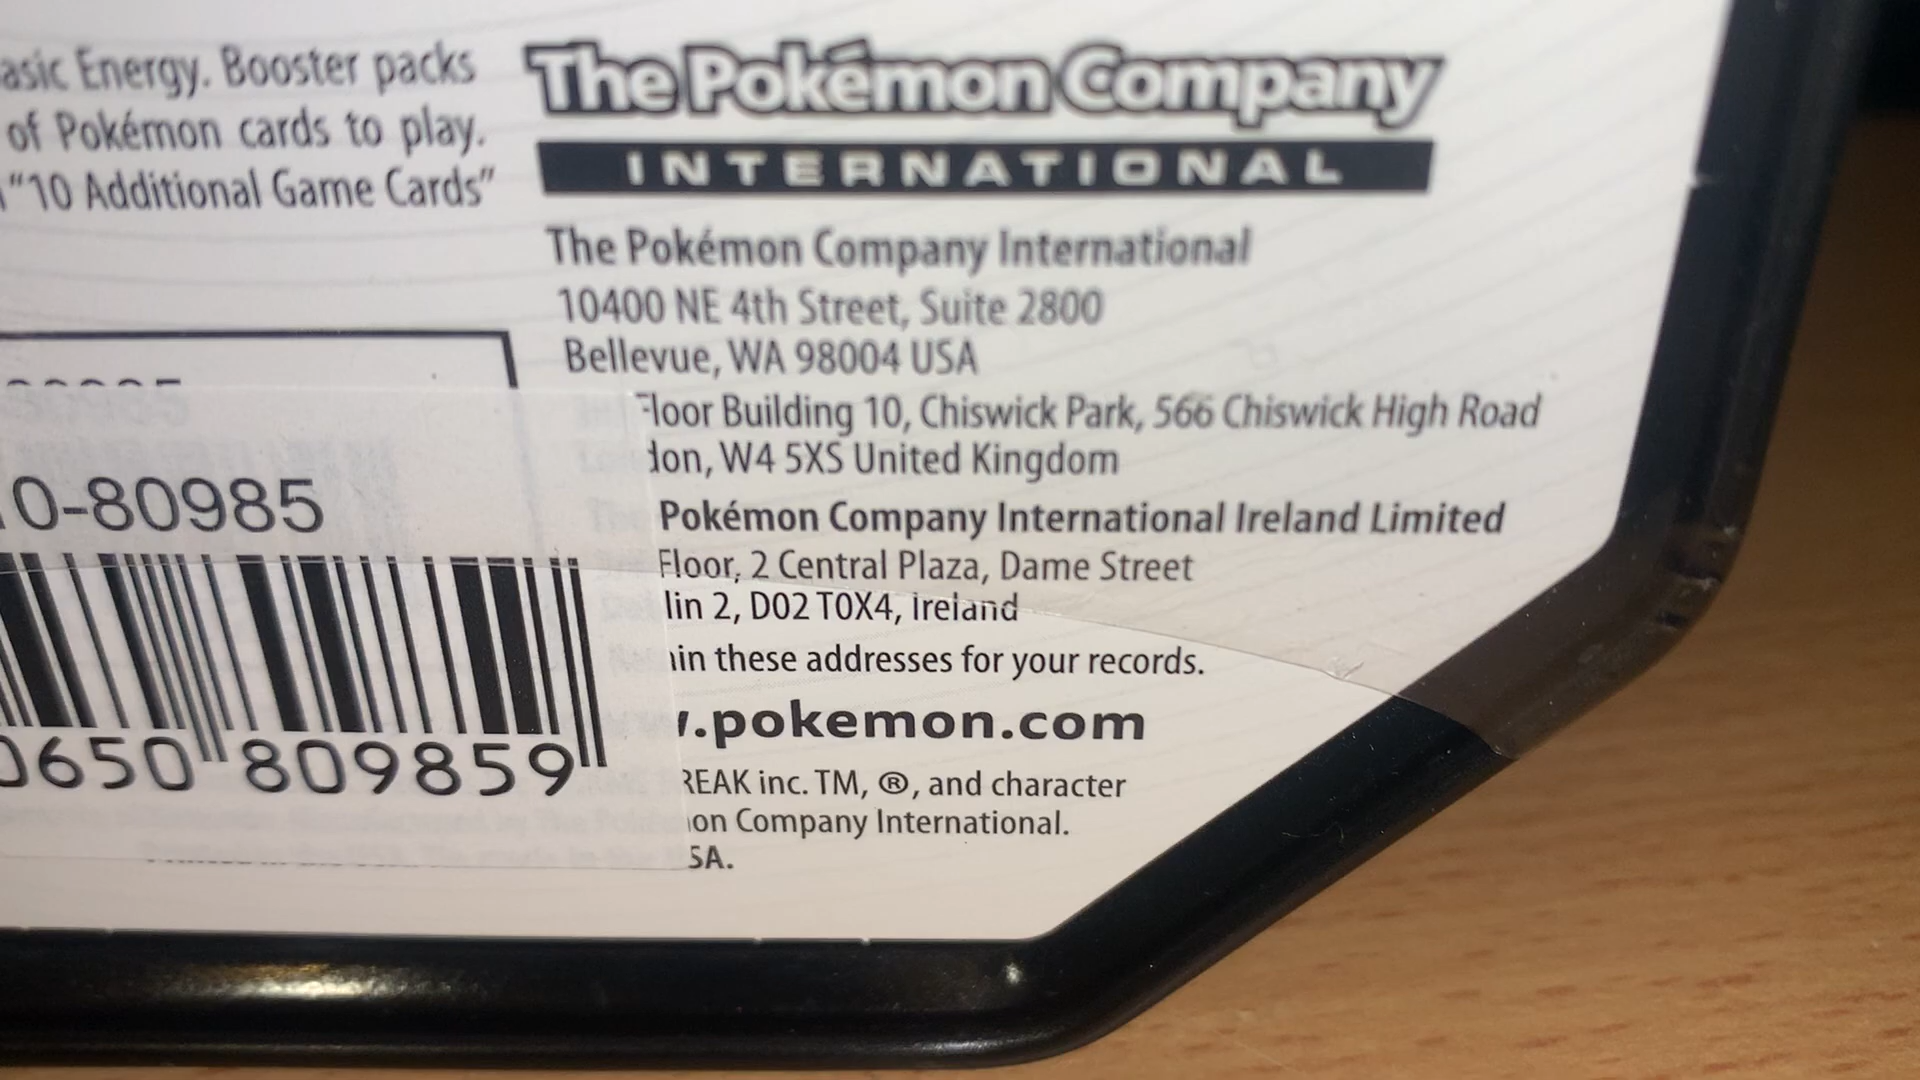 asic Energy. Booster packs
of Pokémon cards to play.
"10 Additional Game Cards"
The Pokémon Company
INTERNATIONAL
The Pokémon Company International
10400 NE 4th Street, Suite 2800
Bellevue, WA 98004 USA
Floor Building 10, Chiswick Park, 566 Chiswick High Road
don, W4 5XS United Kingdom
Pokémon Company International Ireland Limited
Floor, 2 Central Plaza, Dame Street
lin 2, D02 T0X4, Ireland
in these addresses for your records.
.pokemon.com
REAK inc. TM, ®, and character
on Company International.
SA.
0-80985
0650 809859